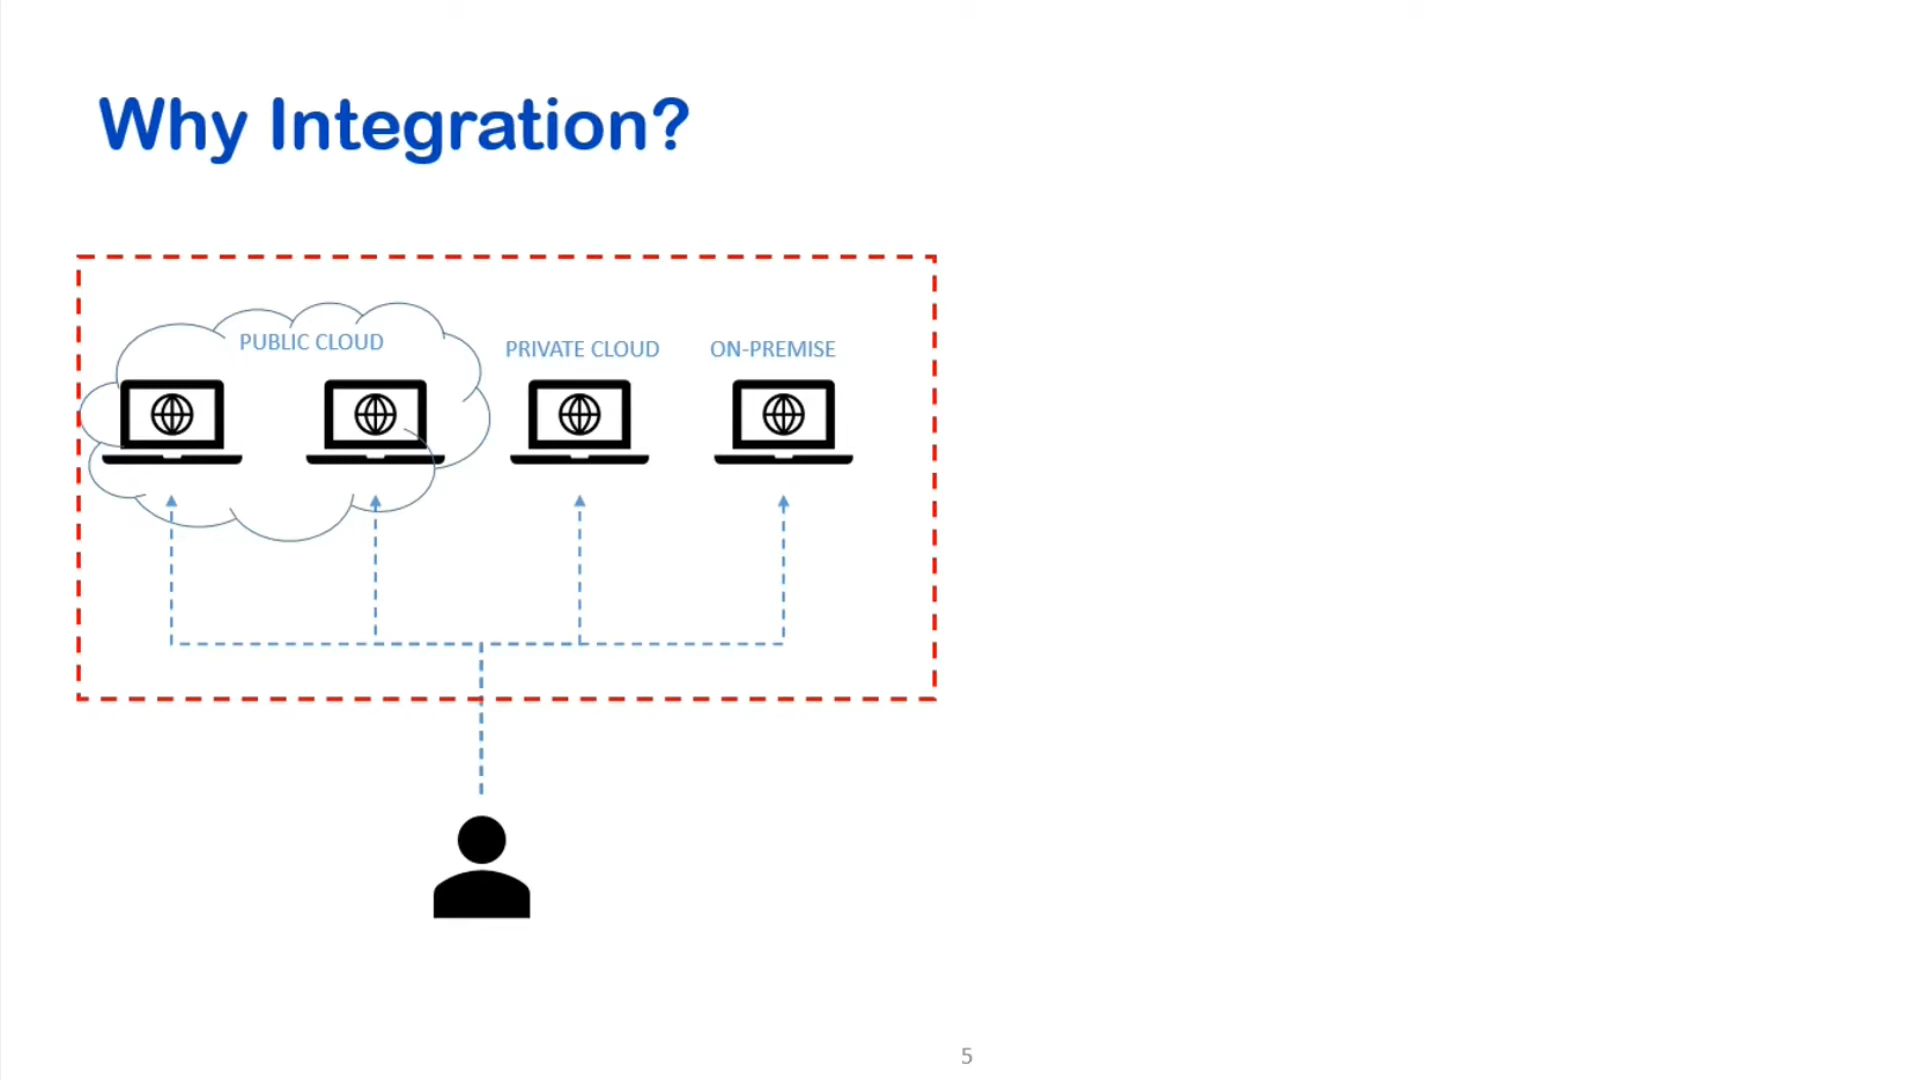 Why Integration?
PUBLIC CLOUD
PRIVATE CLOUD
ON-PREMISE
5